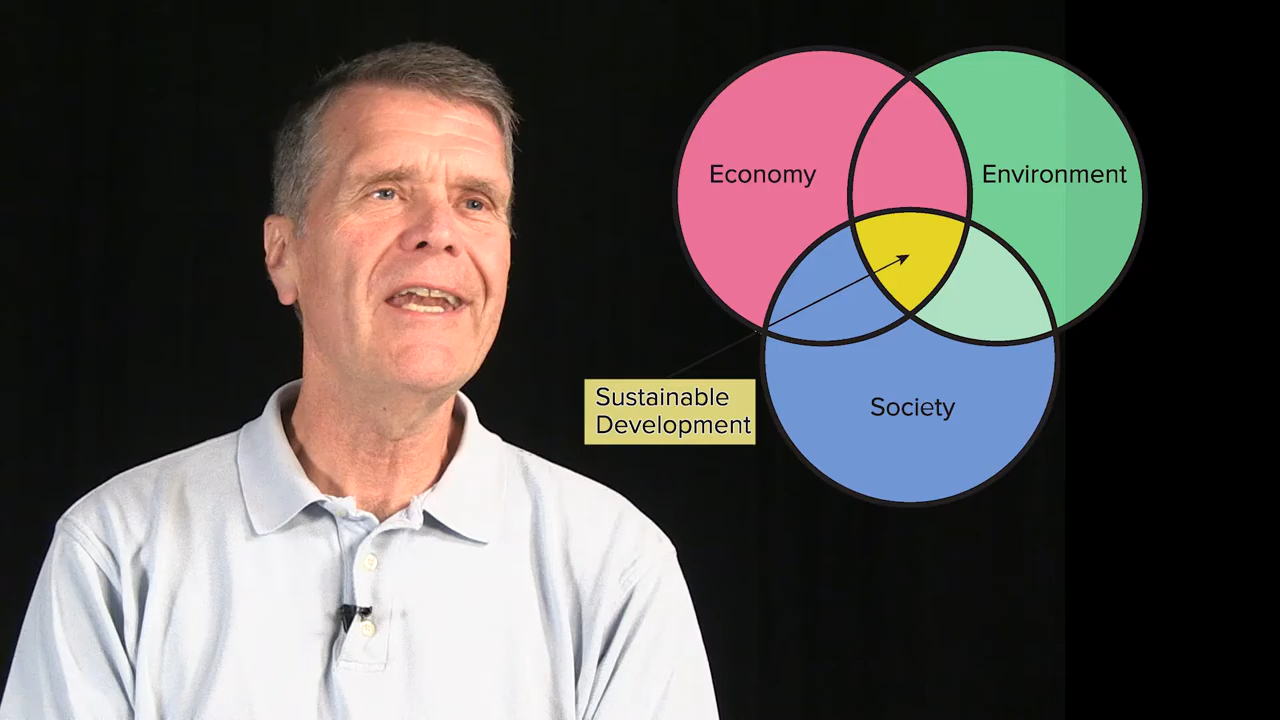 Economy
Environment
Sustainable
Development
Society